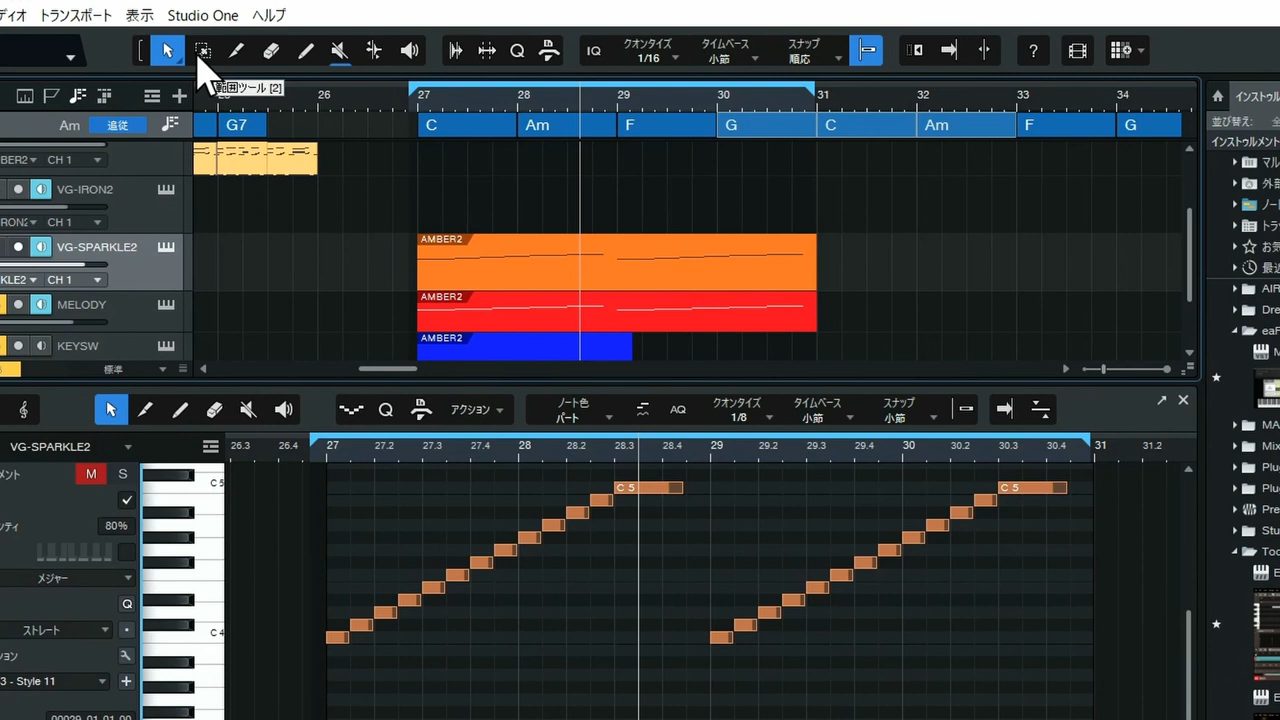 ディオ トランスポート 表示 Studio One ヘルプ
IQ クオンタイズ 1/16 タイムベース 小節 スナップ 順応
?
範囲ツール [2]
26 27 28 29 30 31 32 33 34
Am 追従 G7 C Am F G C Am F G
BER2 CH 1
VG-IRON2
RON2 CH 1
VG-SPARKLE2
KLE2 CH 1
MELODY
KEYSW
標準
AMBER2
AMBER2
AMBER2
インストゥル
並び替え:
インストゥルメント
マル
外部
ノー
トラ
お気
最近
AIR
Dre
eaR
MA
Mix
Plu
Plu
Pre
Stu
Too
アクション ノート色 パート AQ クオンタイズ 1/8 タイムベース 小節 スナップ 小節
VG-SPARKLE2
26.3 26.4 27 27.2 27.3 27.4 28 28.2 28.3 28.4 29 29.2 29.3 29.4 30.2 30.3 30.4 31 31.2
メント M S
C 5
C 5 C 5
ンティ 80%
メジャー
Q
ストレート
C 4
ション
3 - Style 11
00029.01.01.00